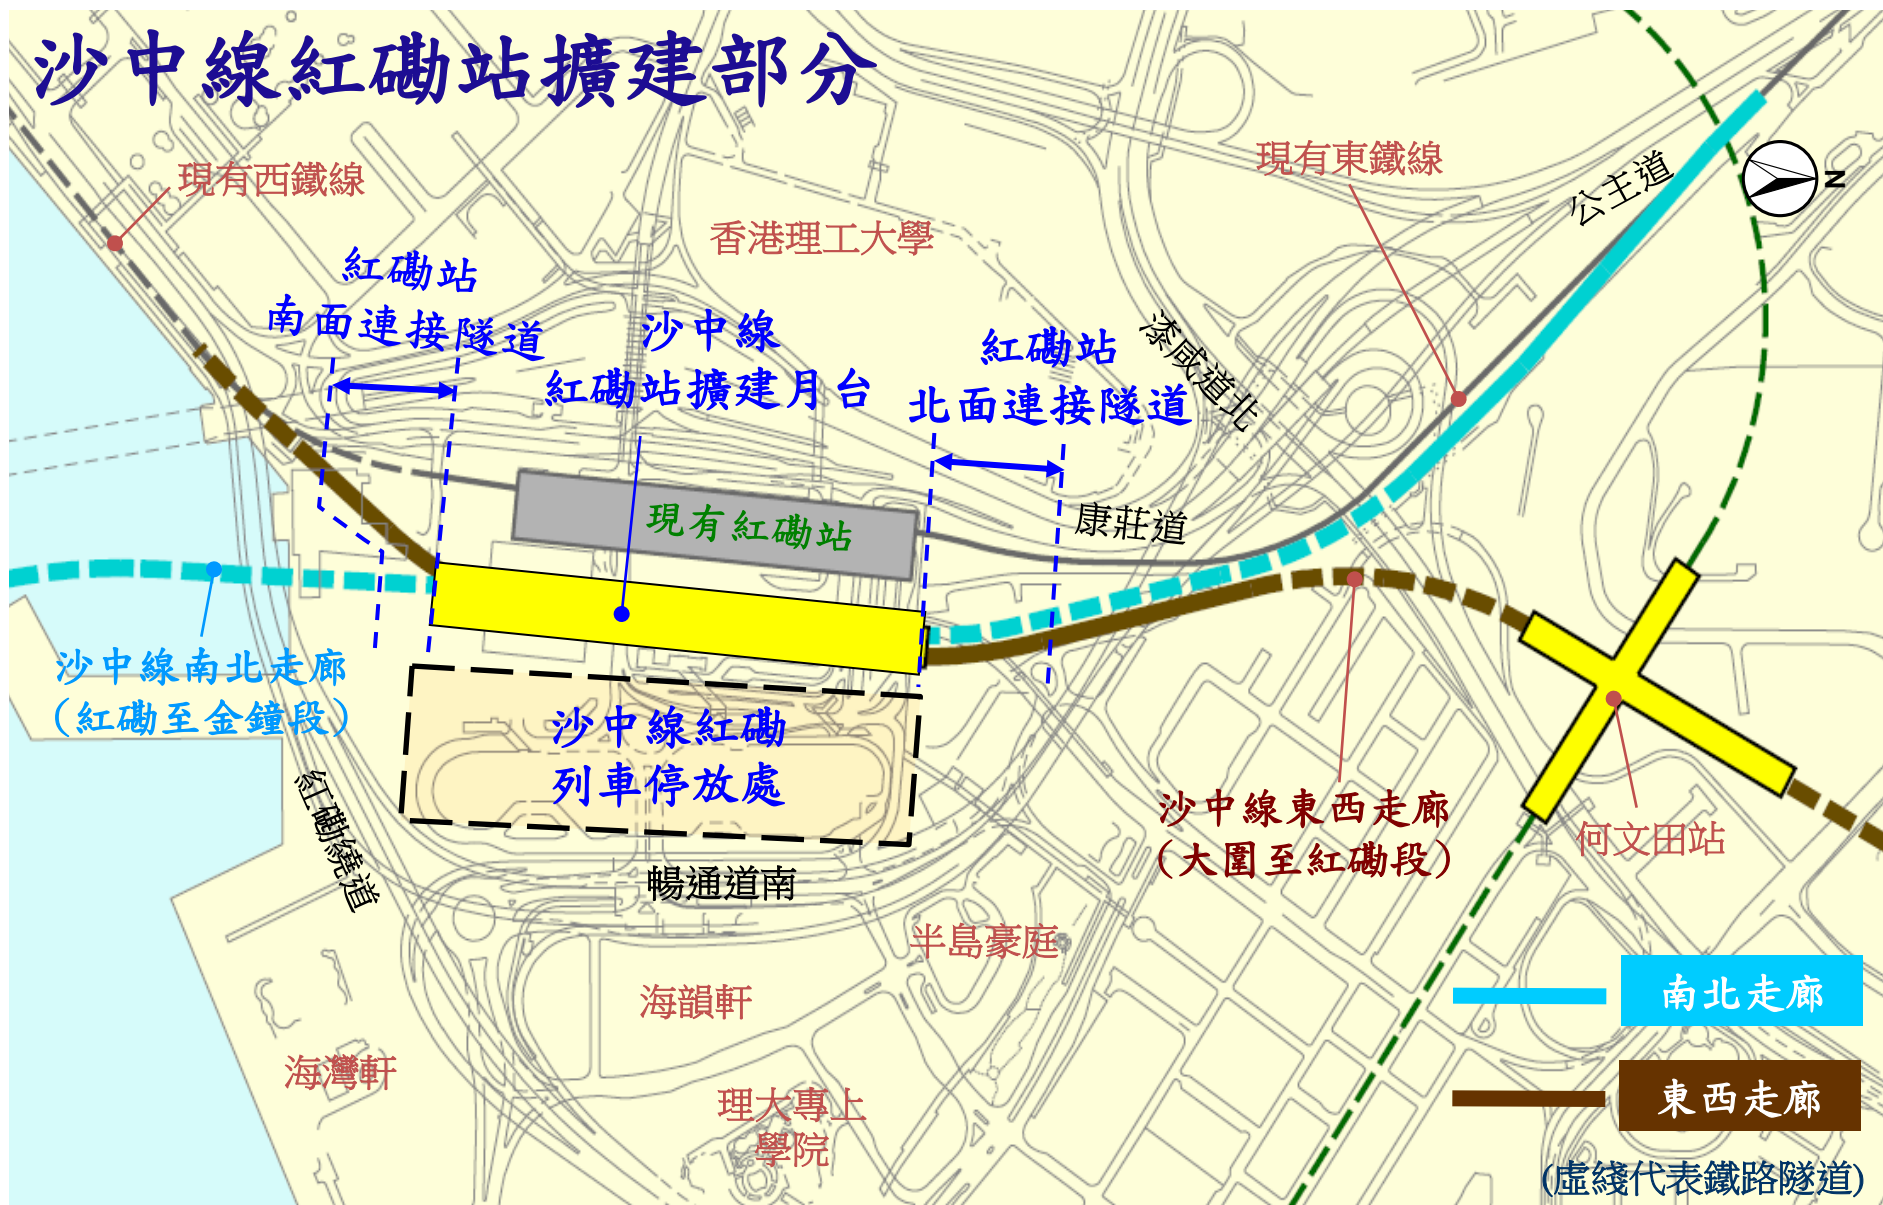 沙中線紅磡站擴建部分
現有西鐵線
現有東鐵線
公主道
N
香港理工大學
紅磡站
南面連接隧道
沙中線
紅磡站擴建月台
紅磡站
北面連接隧道
漆咸道北
現有紅磡站
康莊道
沙中線南北走廊
(紅磡至金鐘段)
沙中線紅磡
列車停放處
紅磡繞道
沙中線東西走廊
(大圍至紅磡段)
何文田站
暢通道南
半島豪庭
海韻軒
海灣軒
理大專上
學院
南北走廊
東西走廊
(虛綫代表鐵路隧道)